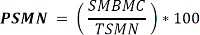 PSMN = (SMBMC / TSMN) * 100